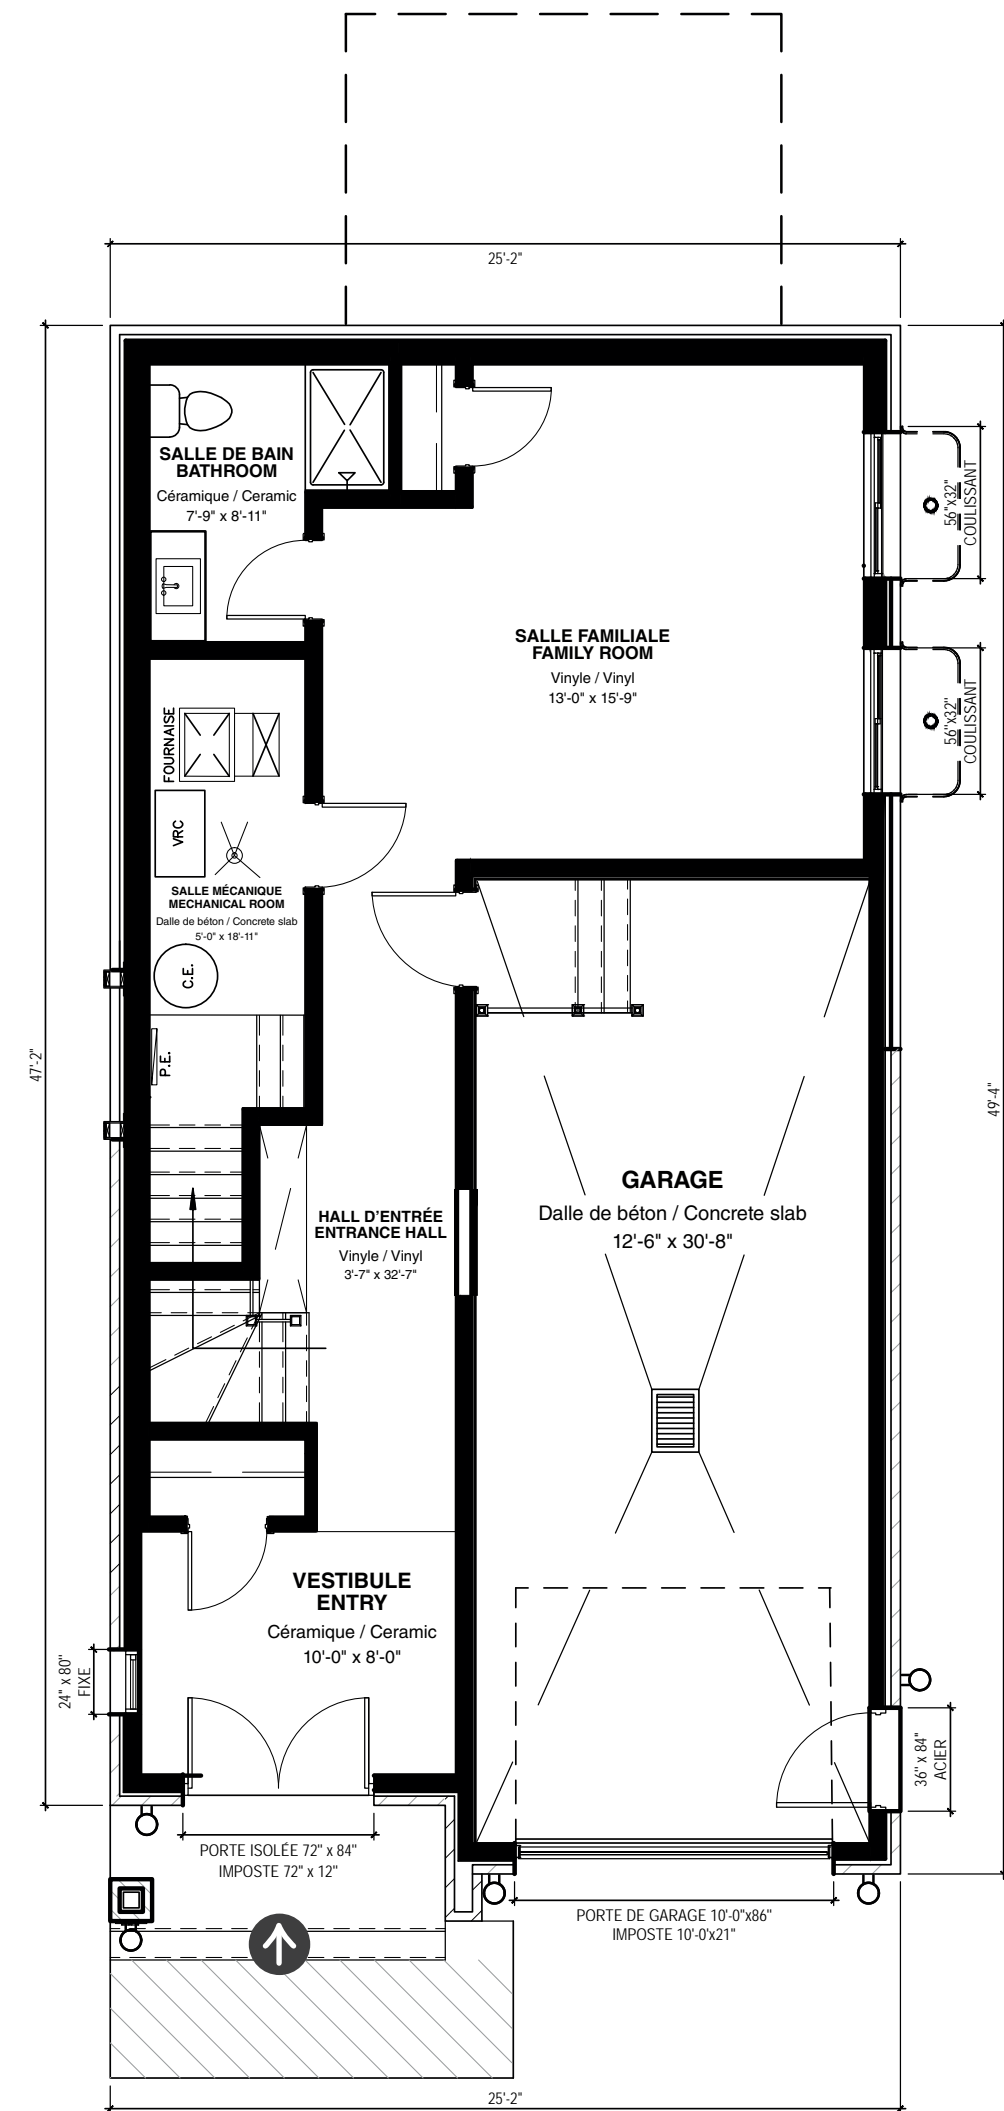 25'-2"
SALLE DE BAIN
BATHROOM
Céramique / Ceramic
7'-9" x 8'-11"
56"x32"
COULISSANT
SALLE FAMILIALE
FAMILY ROOM
Vinyle / Vinyl
13'-0" x 15'-9"
56"x32"
COULISSANT
FOURNAISE
VRC
SALLE MÉCANIQUE
MECHANICAL ROOM
Dalle de béton / Concrete slab
5'-0" x 18'-11"
C.E.
P.E.
47'-2"
49'-4"
GARAGE
Dalle de béton / Concrete slab
12'-6" x 30'-8"
HALL D'ENTRÉE
ENTRANCE HALL
Vinyle / Vinyl
3'-7" x 32'-7"
VESTIBULE
ENTRY
Céramique / Ceramic
10'-0" x 8'-0"
24" x 80"
FIXE
36" x 84"
ACIER
PORTE ISOLÉE 72" x 84"
IMPOSTE 72" x 12"
PORTE DE GARAGE 10'-0"x86"
IMPOSTE 10'-0'x21"
25'-2"